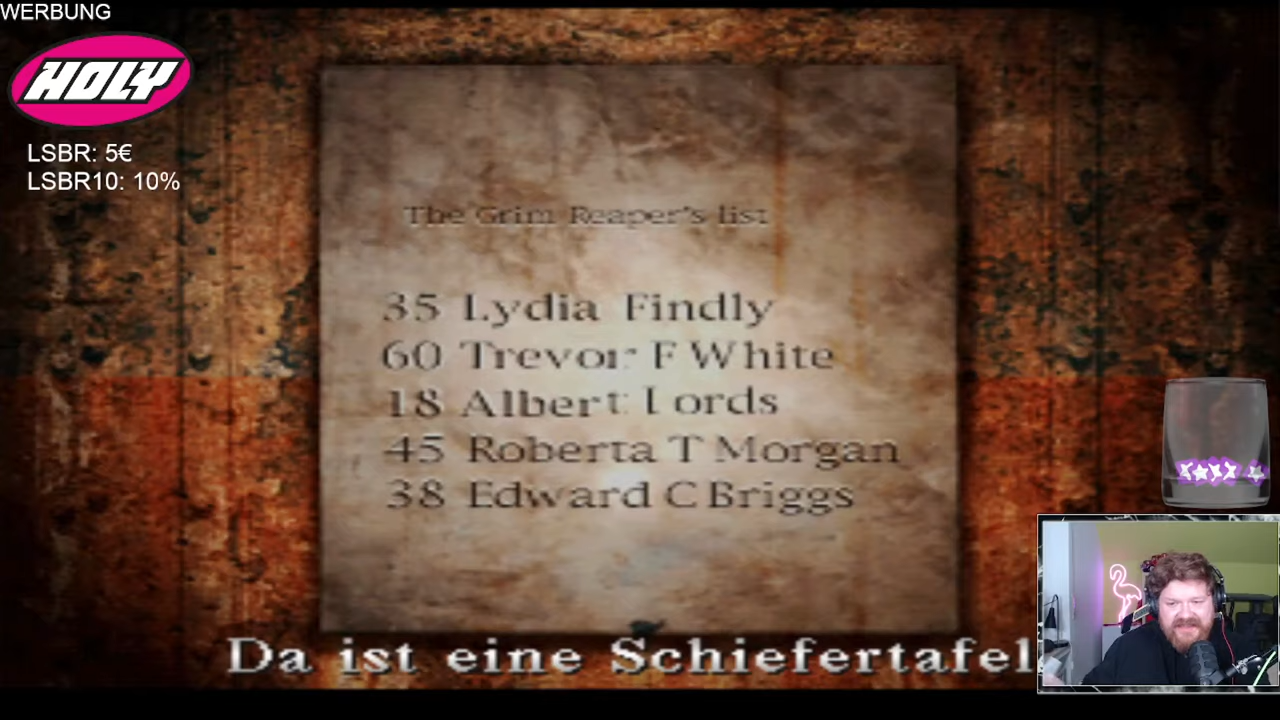 WERBUNG
HOLY
LSBR: 5€
LSBR10: 10%
The Grim Reaper's list
35 Lydia Findly
60 Trevor F White
18 Albert Lords
45 Roberta T Morgan
38 Edward C Briggs
Da ist eine Schiefertafel